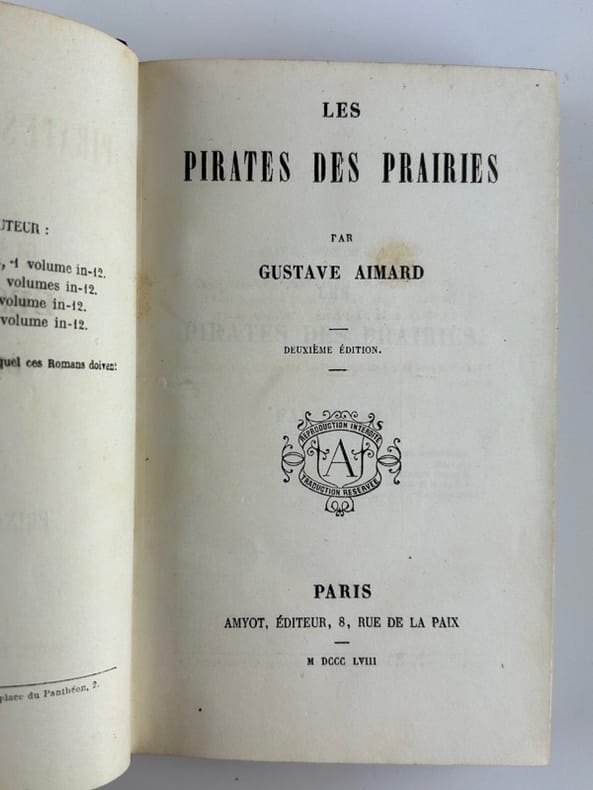 UTEUR :
, 1 volume in-12.
volumes in-12.
volume in-12.
volume in-12.
quel ces Romans doivent
place du Panthéon, 2.
LES
PIRATES DES PRAIRIES
PAR
GUSTAVE AIMARD
DEUXIÈME ÉDITION.
REPRODUCTION INTERDITE
A
TRADUCTION RÉSERVÉE
PARIS
AMYOT, ÉDITEUR, 8, RUE DE LA PAIX
M DCCC LVIII